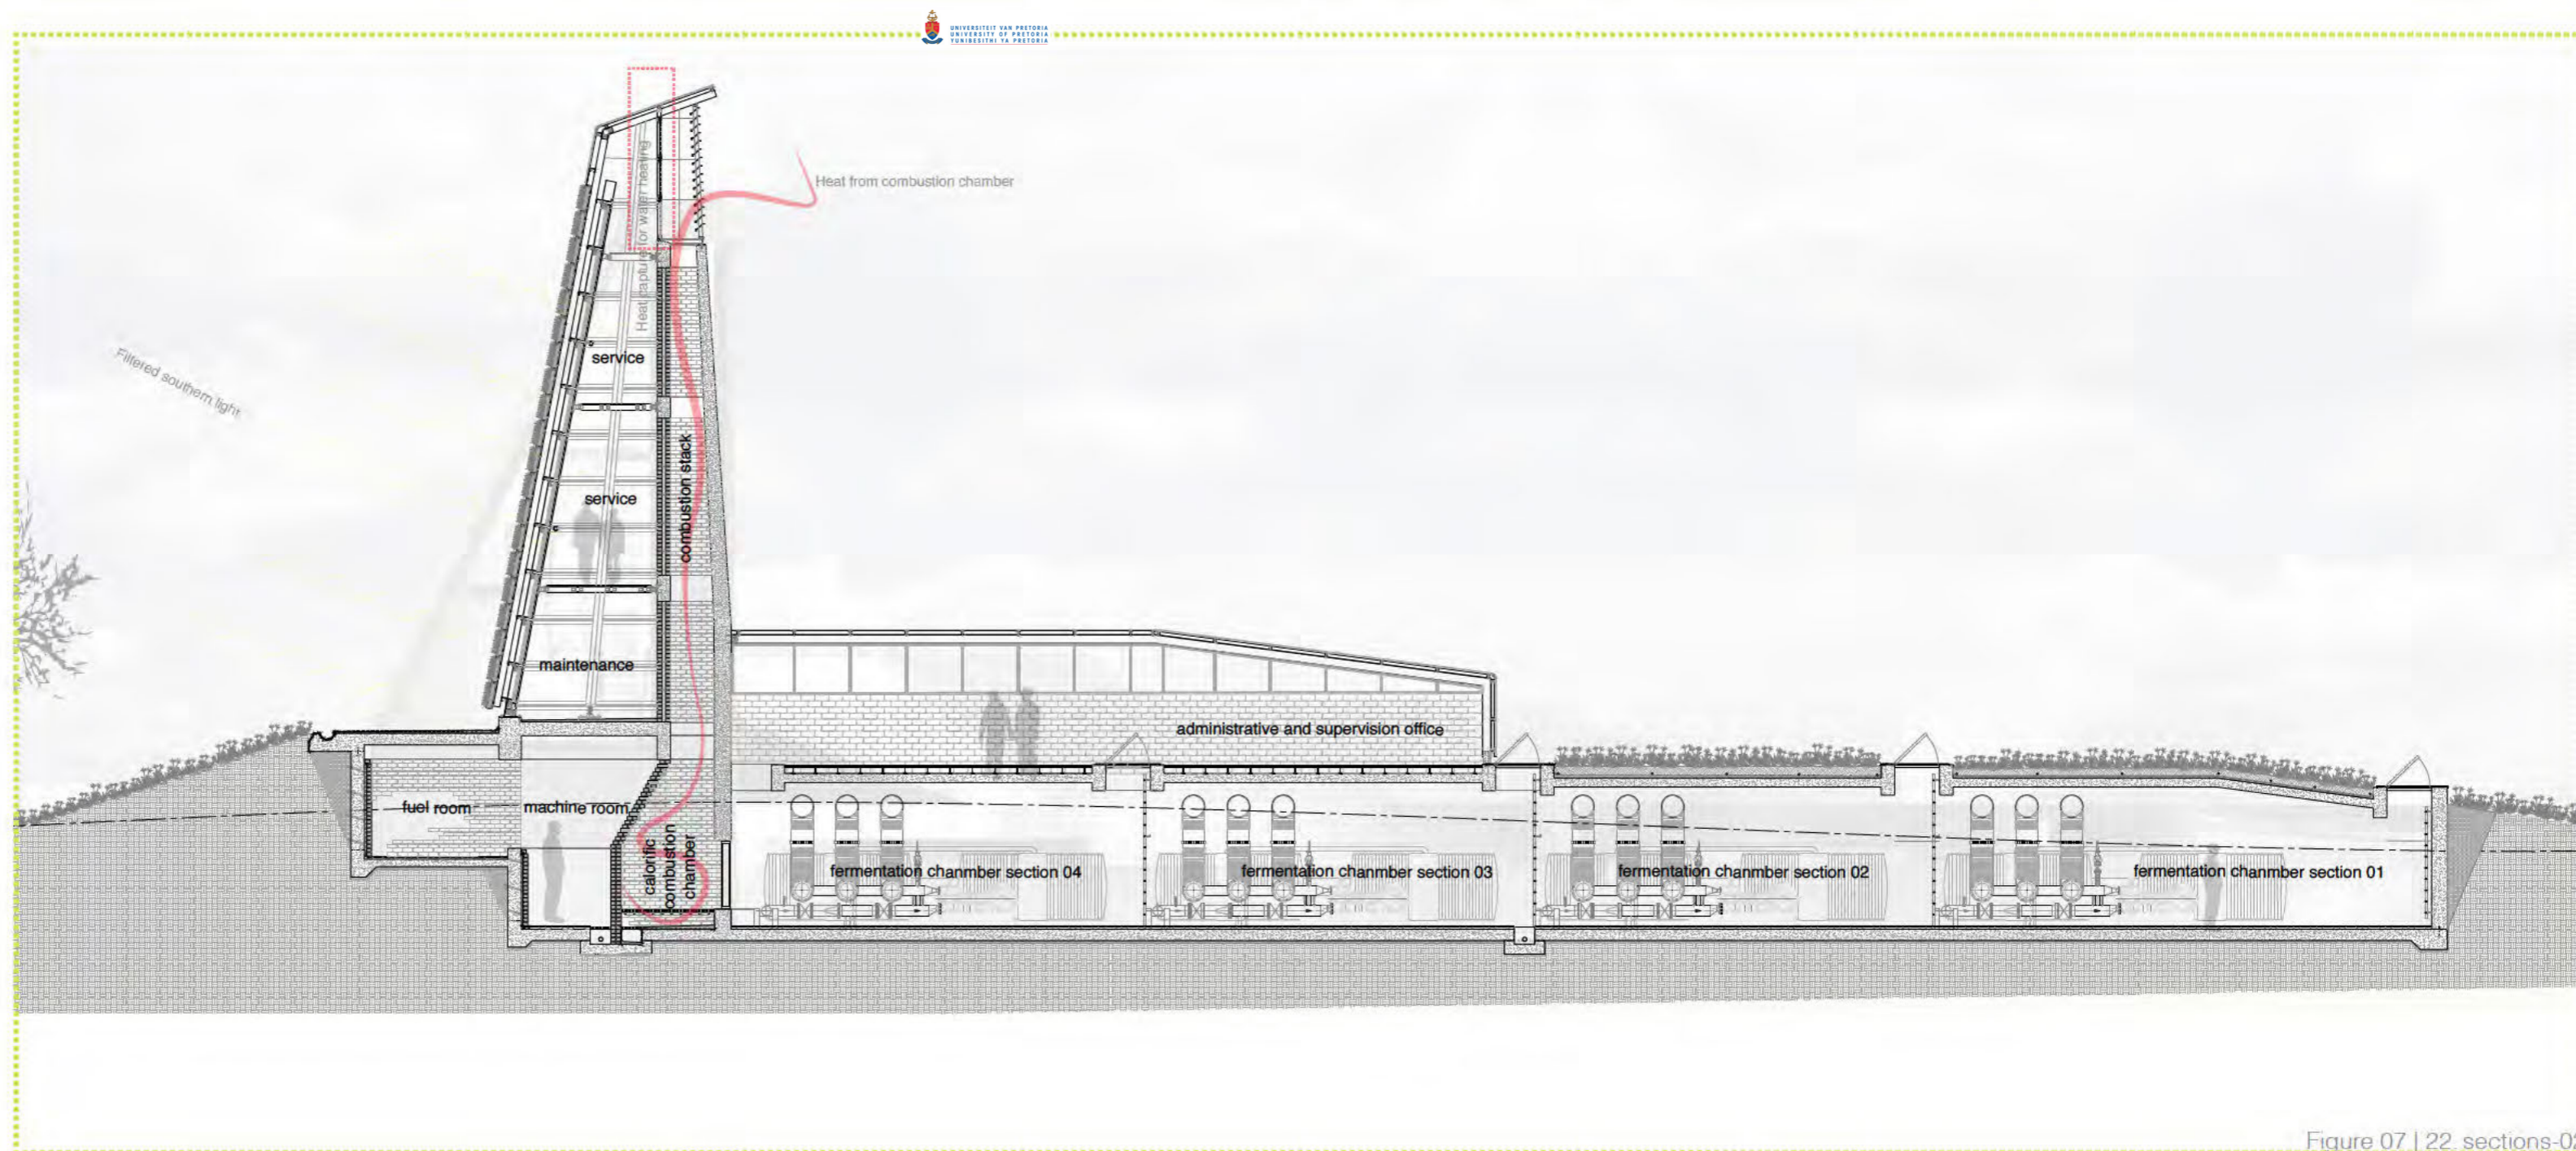 UNIVERSITEIT VAN PRETORIA
UNIVERSITY OF PRETORIA
YUNIBESITHI YA PRETORIA
Heat from combustion chamber
Heat capture for water heating
Filtered southern light
service
service
combustion stack
maintenance
administrative and supervision office
fuel room
machine room
calorific
combustion
chamber
fermentation chanmber section 04
fermentation chanmber section 03
fermentation chanmber section 02
fermentation chanmber section 01
Figure 07 | 22. sections-02